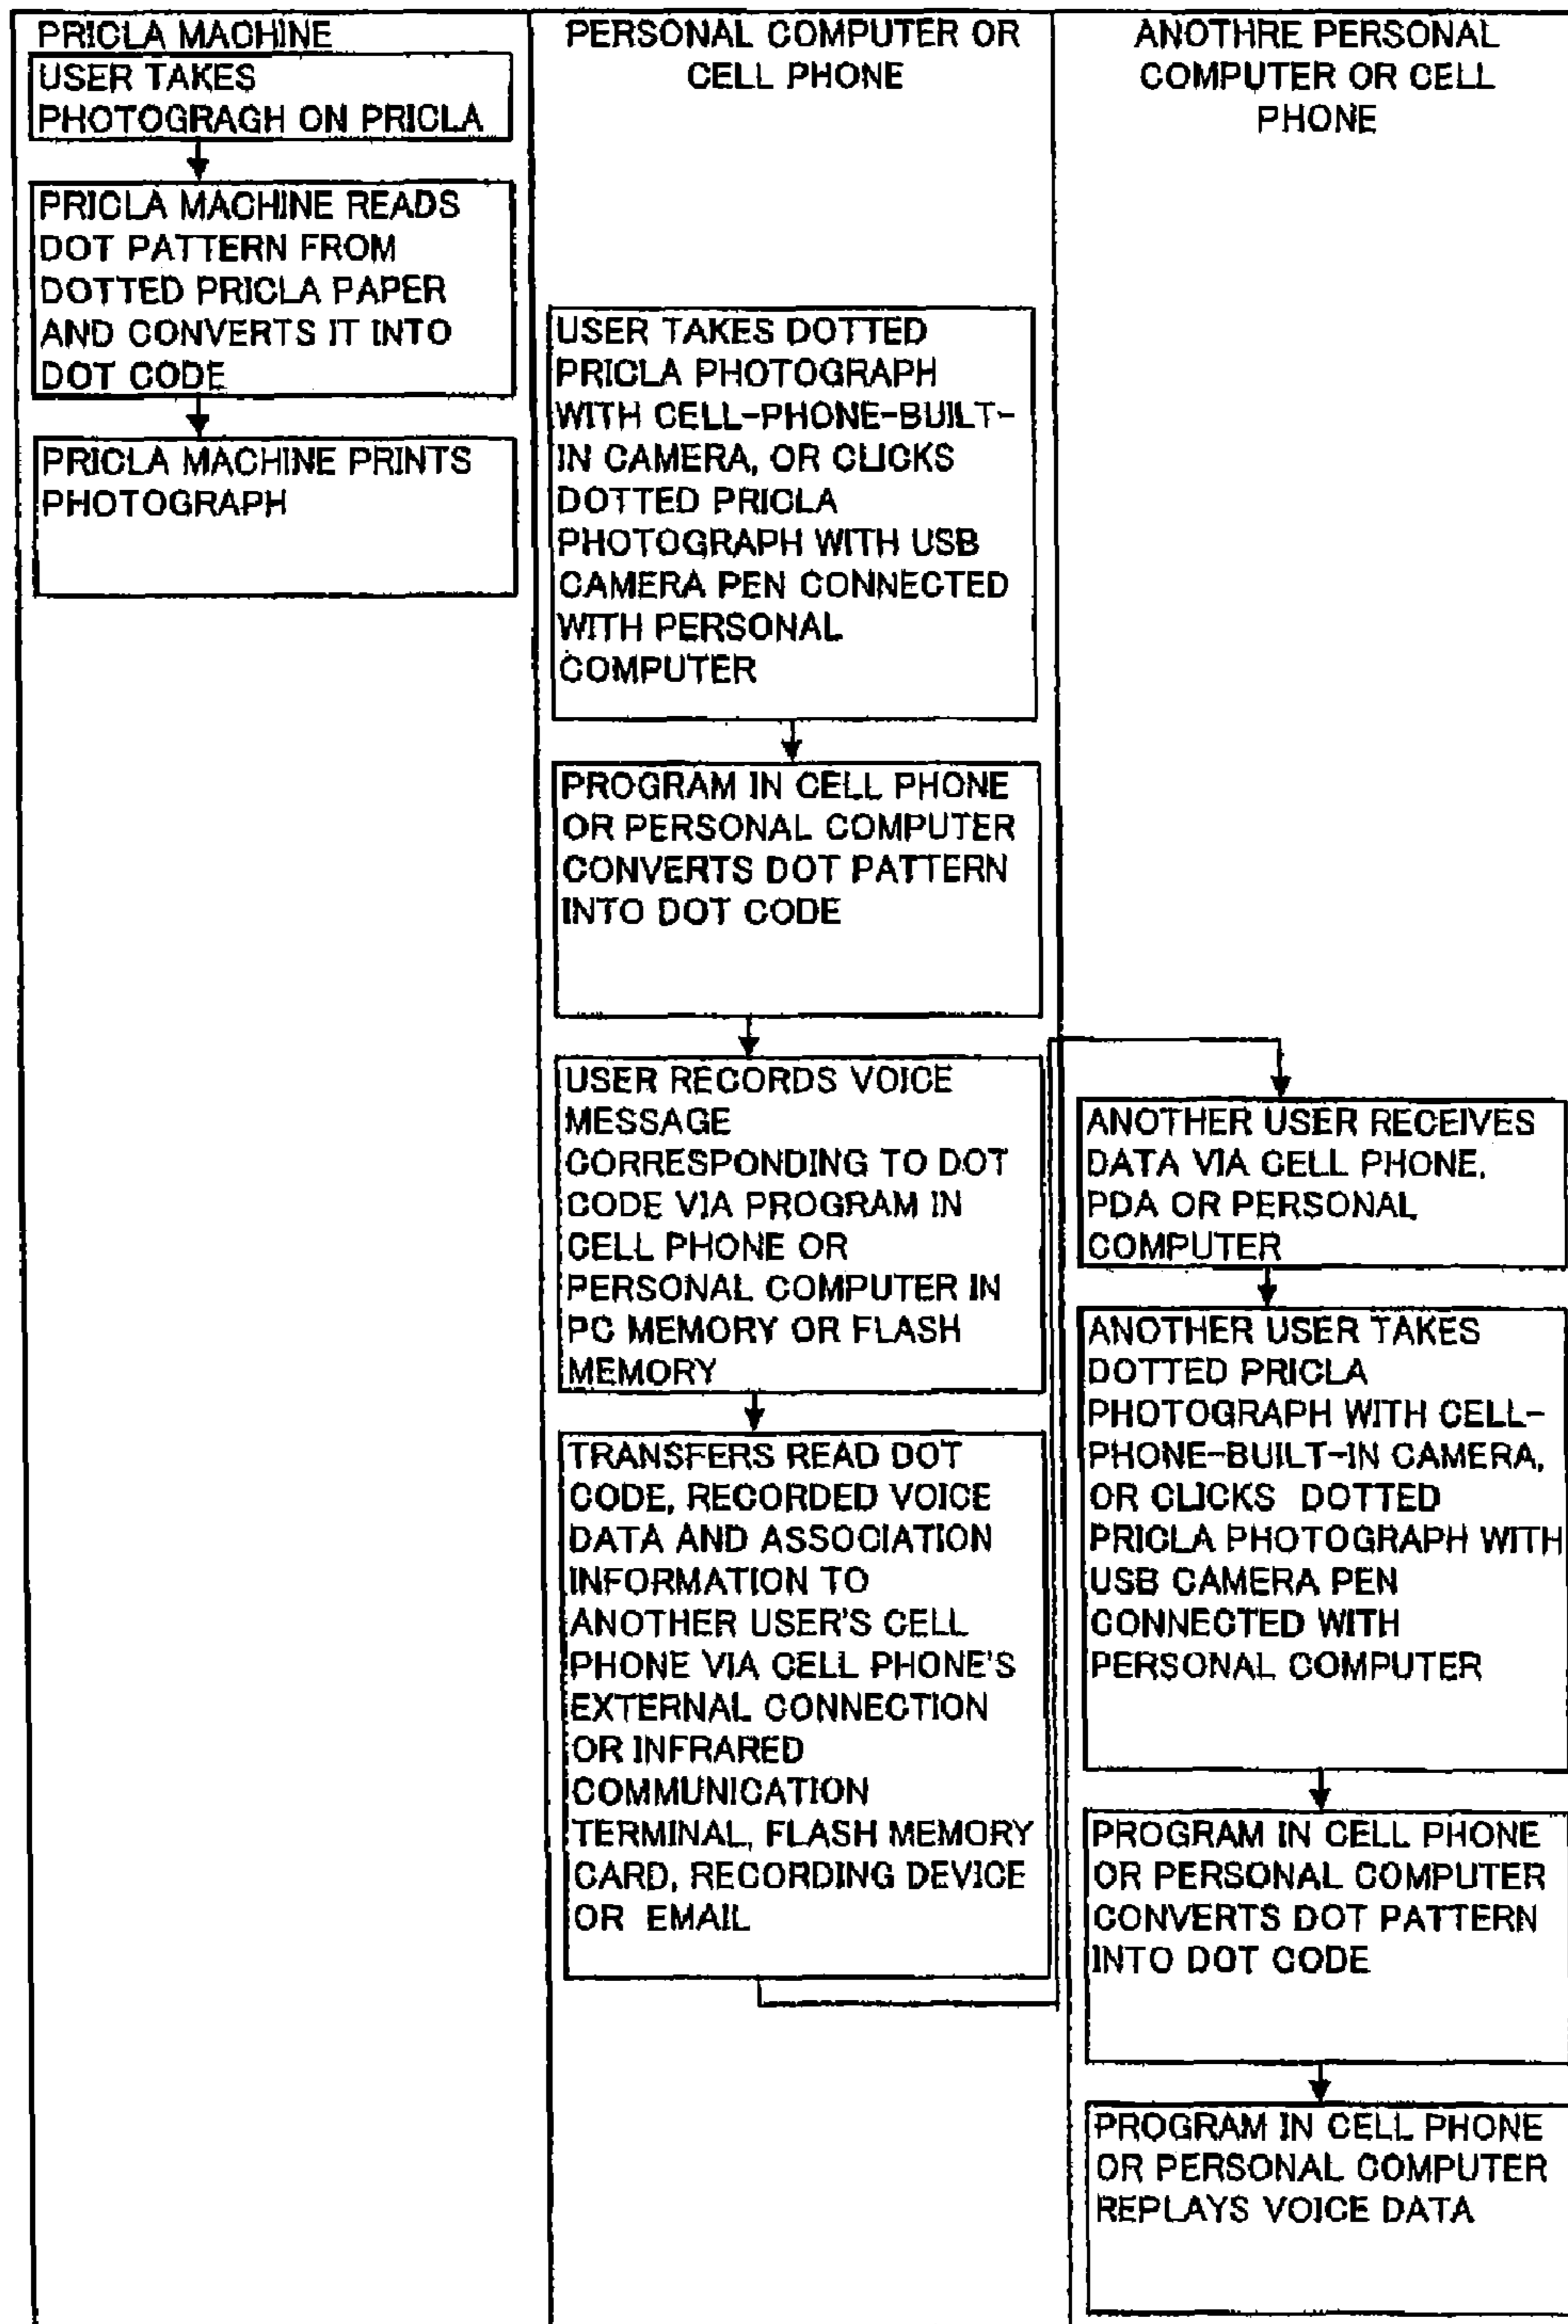 PRICLA MACHINE
USER TAKES
PHOTOGRAGH ON PRICLA
PRICLA MACHINE READS
DOT PATTERN FROM
DOTTED PRICLA PAPER
AND CONVERTS IT INTO
DOT CODE
PRICLA MACHINE PRINTS
PHOTOGRAPH
PERSONAL COMPUTER OR
CELL PHONE
USER TAKES DOTTED
PRICLA PHOTOGRAPH
WITH CELL-PHONE-BUILT-
IN CAMERA, OR CLICKS
DOTTED PRICLA
PHOTOGRAPH WITH USB
CAMERA PEN CONNECTED
WITH PERSONAL
COMPUTER
PROGRAM IN CELL PHONE
OR PERSONAL COMPUTER
CONVERTS DOT PATTERN
INTO DOT CODE
USER RECORDS VOICE
MESSAGE
CORRESPONDING TO DOT
CODE VIA PROGRAM IN
CELL PHONE OR
PERSONAL COMPUTER IN
PC MEMORY OR FLASH
MEMORY
TRANSFERS READ DOT
CODE, RECORDED VOICE
DATA AND ASSOCIATION
INFORMATION TO
ANOTHER USER'S CELL
PHONE VIA CELL PHONE'S
EXTERNAL CONNECTION
OR INFRARED
COMMUNICATION
TERMINAL, FLASH MEMORY
CARD, RECORDING DEVICE
OR EMAIL
ANOTHRE PERSONAL
COMPUTER OR CELL
PHONE
ANOTHER USER RECEIVES
DATA VIA CELL PHONE,
PDA OR PERSONAL
COMPUTER
ANOTHER USER TAKES
DOTTED PRICLA
PHOTOGRAPH WITH CELL-
PHONE-BUILT-IN CAMERA,
OR CLICKS DOTTED
PRICLA PHOTOGRAPH WITH
USB CAMERA PEN
CONNECTED WITH
PERSONAL COMPUTER
PROGRAM IN CELL PHONE
OR PERSONAL COMPUTER
CONVERTS DOT PATTERN
INTO DOT CODE
PROGRAM IN CELL PHONE
OR PERSONAL COMPUTER
REPLAYS VOICE DATA